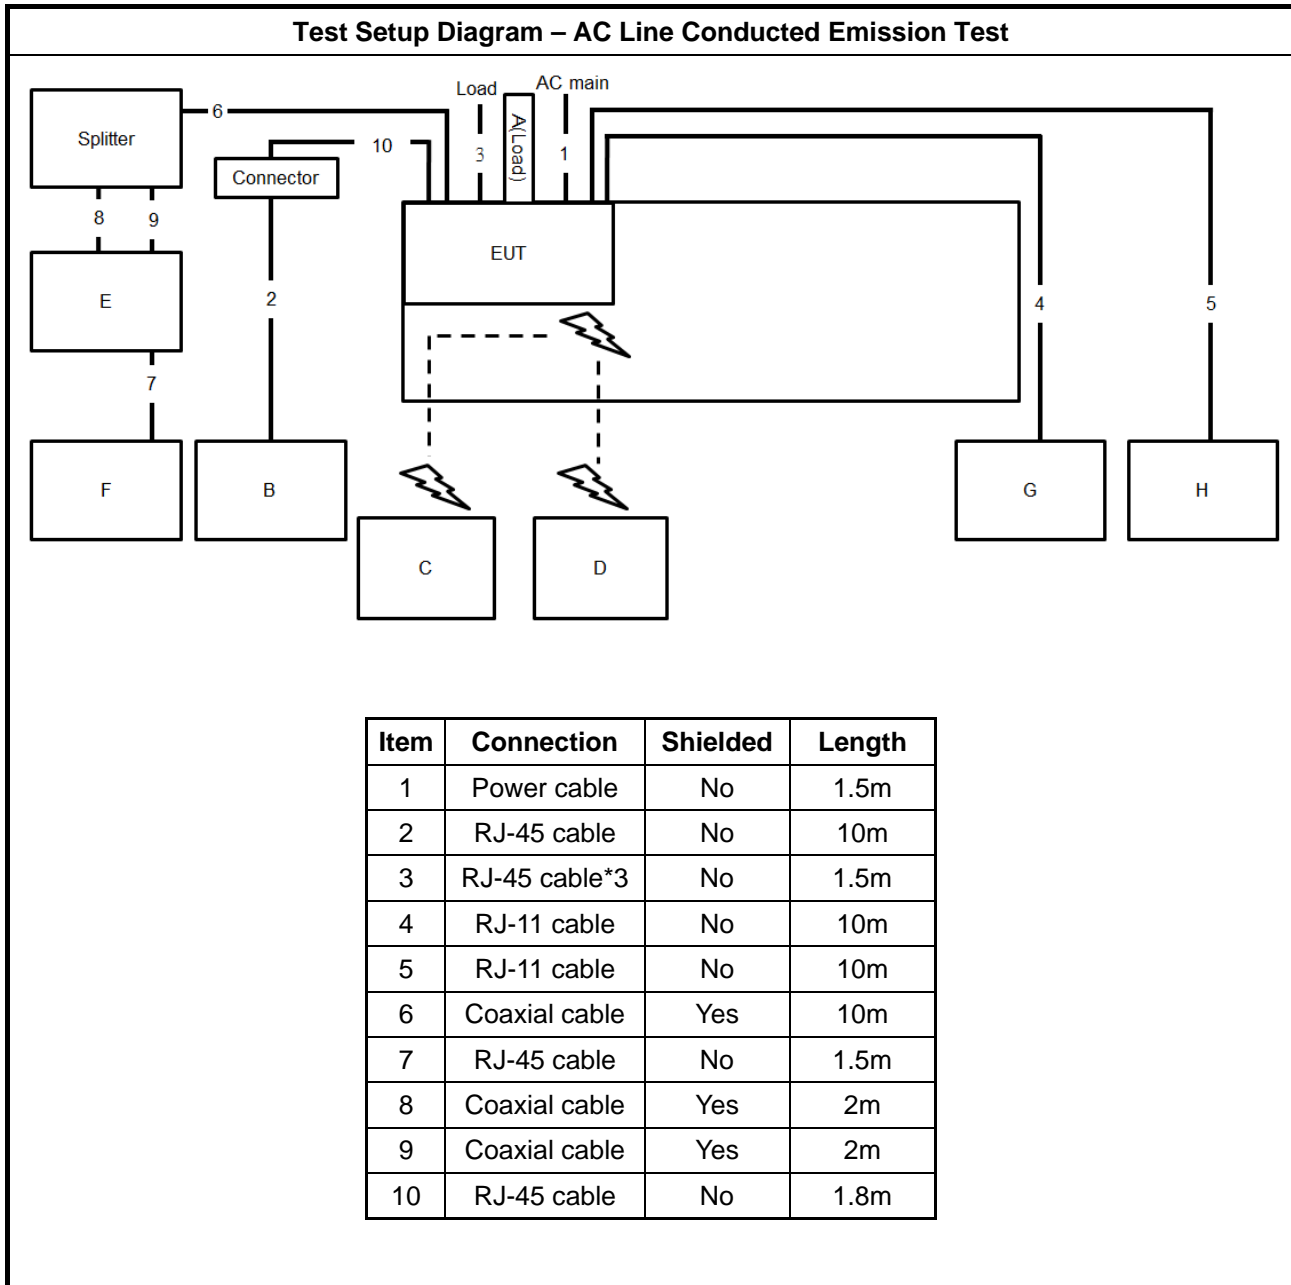 Test Setup Diagram – AC Line Conducted Emission Test
Load
AC main
Splitter
6
10
3
A(Load)
1
Connector
8
9
EUT
E
2
4
5
7
F
B
G
H
C
D
Item Connection Shielded Length
1 Power cable No 1.5m
2 RJ-45 cable No 10m
3 RJ-45 cable*3 No 1.5m
4 RJ-11 cable No 10m
5 RJ-11 cable No 10m
6 Coaxial cable Yes 10m
7 RJ-45 cable No 1.5m
8 Coaxial cable Yes 2m
9 Coaxial cable Yes 2m
10 RJ-45 cable No 1.8m